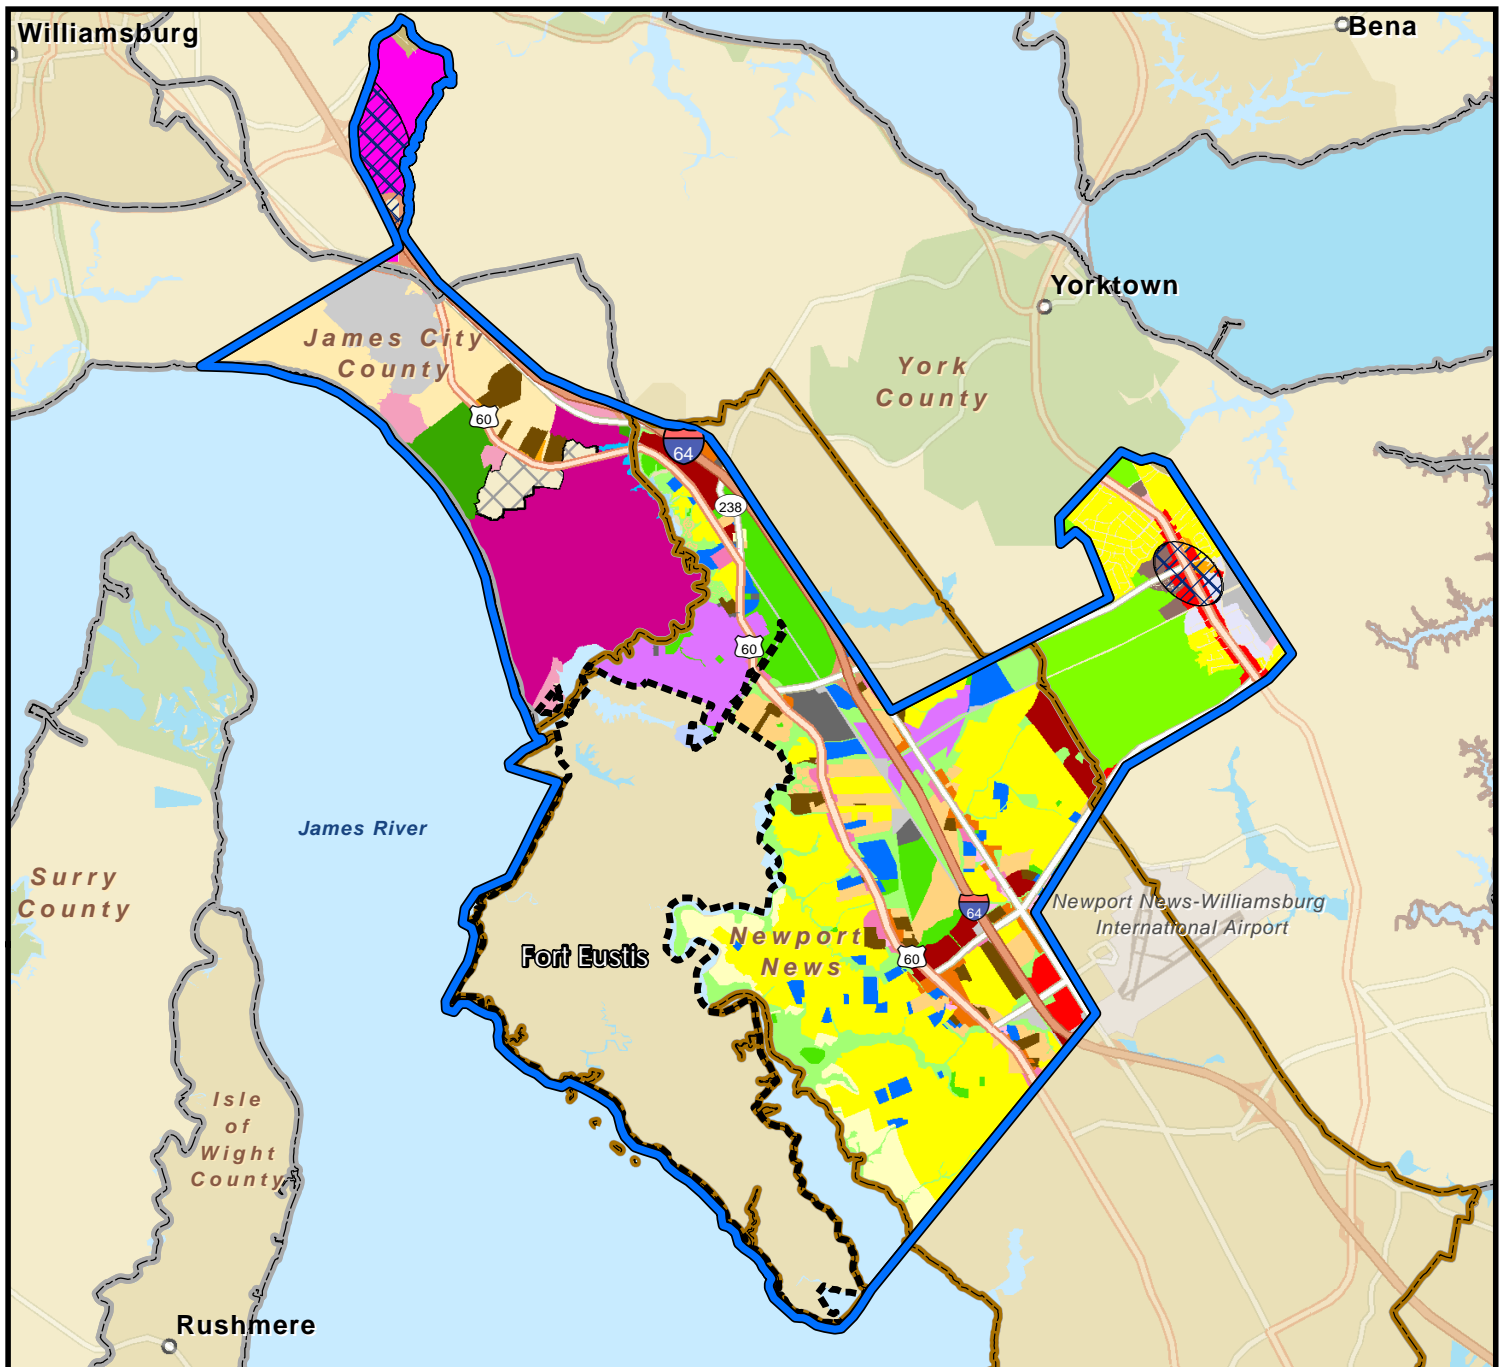 Williamsburg
Bena
Yorktown
James City
County
York
County
60
64
238
60
James River
Surry
County
Newport News-Williamsburg
International Airport
64
Newport
News
60
Fort Eustis
Isle
of
Wight
County
Rushmere